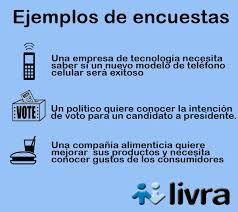 Ejemplos de encuestas
Una empresa de tecnología necesita
saber si un nuevo modelo de teléfono
celular será exitoso
VOTE
Un político quiere conocer la intención
de voto para un candidato a presidente.
Una compañia alimenticia quiere
mejorar sus productos y necesita
conocer gustos de los consumidores
livra